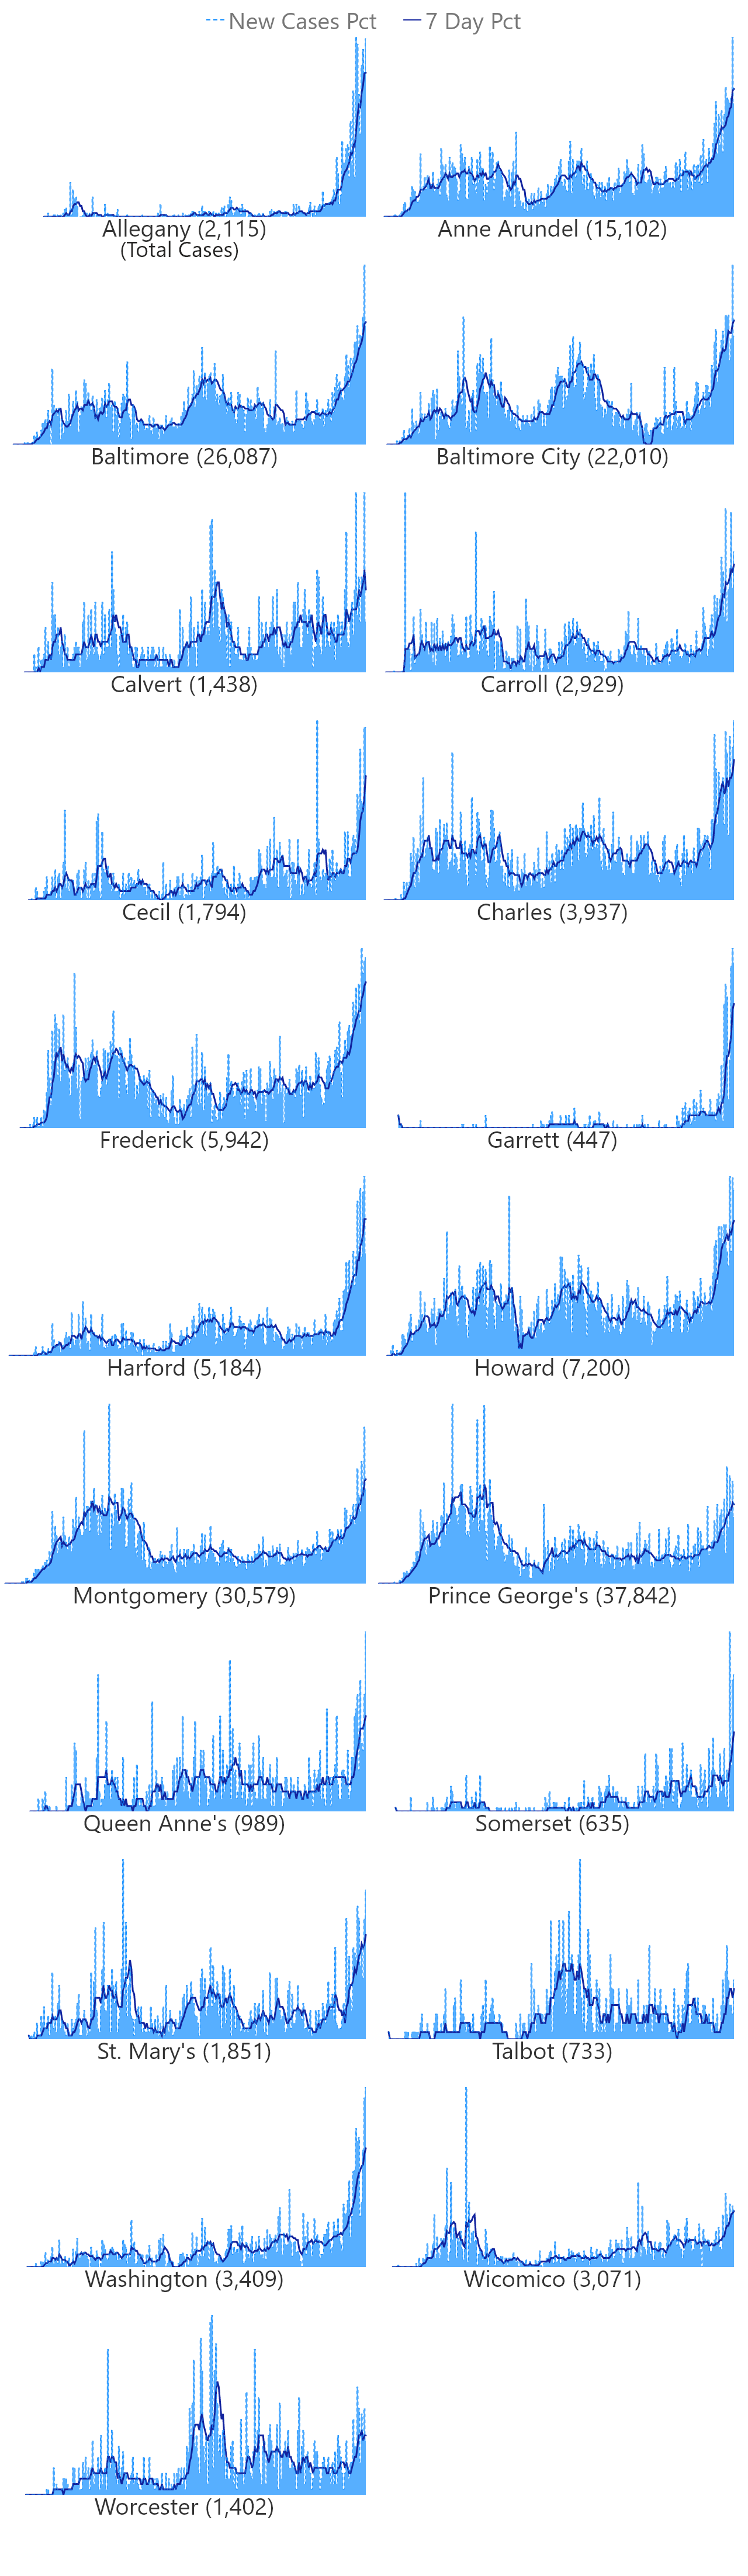 New Cases Pct 7 Day Pct
Allegany (2,115) Anne Arundel (15,102)
(Total Cases)
Baltimore (26,087) Baltimore City (22,010)
Calvert (1,438) Carroll (2,929)
Cecil (1,794) Charles (3,937)
Frederick (5,942) Garrett (447)
Harford (5,184) Howard (7,200)
Montgomery (30,579) Prince George's (37,842)
Queen Anne's (989) Somerset (635)
St. Mary's (1,851) Talbot (733)
Washington (3,409) Wicomico (3,071)
Worcester (1,402)